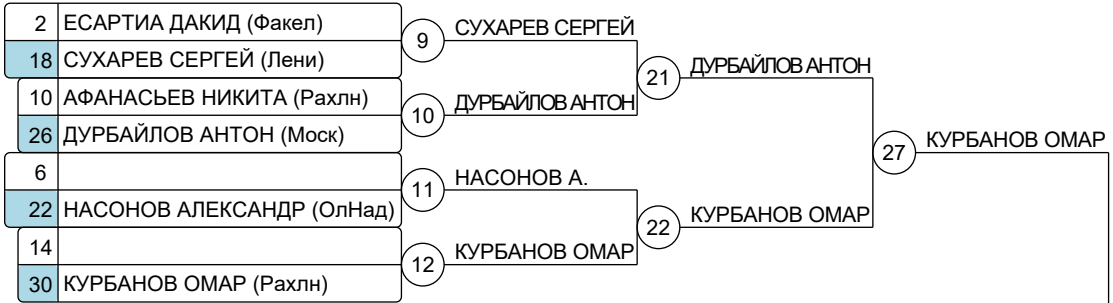 2 ЕСАРТИА ДАКИД (Факел)
18 СУХАРЕВ СЕРГЕЙ (Лени)
9
СУХАРЕВ СЕРГЕЙ
10 АФАНАСЬЕВ НИКИТА (Рахлн)
26 ДУРБАЙЛОВ АНТОН (Моск)
10
ДУРБАЙЛОВ АНТОН
21
ДУРБАЙЛОВ АНТОН
6
22 НАСОНОВ АЛЕКСАНДР (ОлНад)
11
НАСОНОВ А.
14
30 КУРБАНОВ ОМАР (Рахлн)
12
КУРБАНОВ ОМАР
22
КУРБАНОВ ОМАР
27
КУРБАНОВ ОМАР